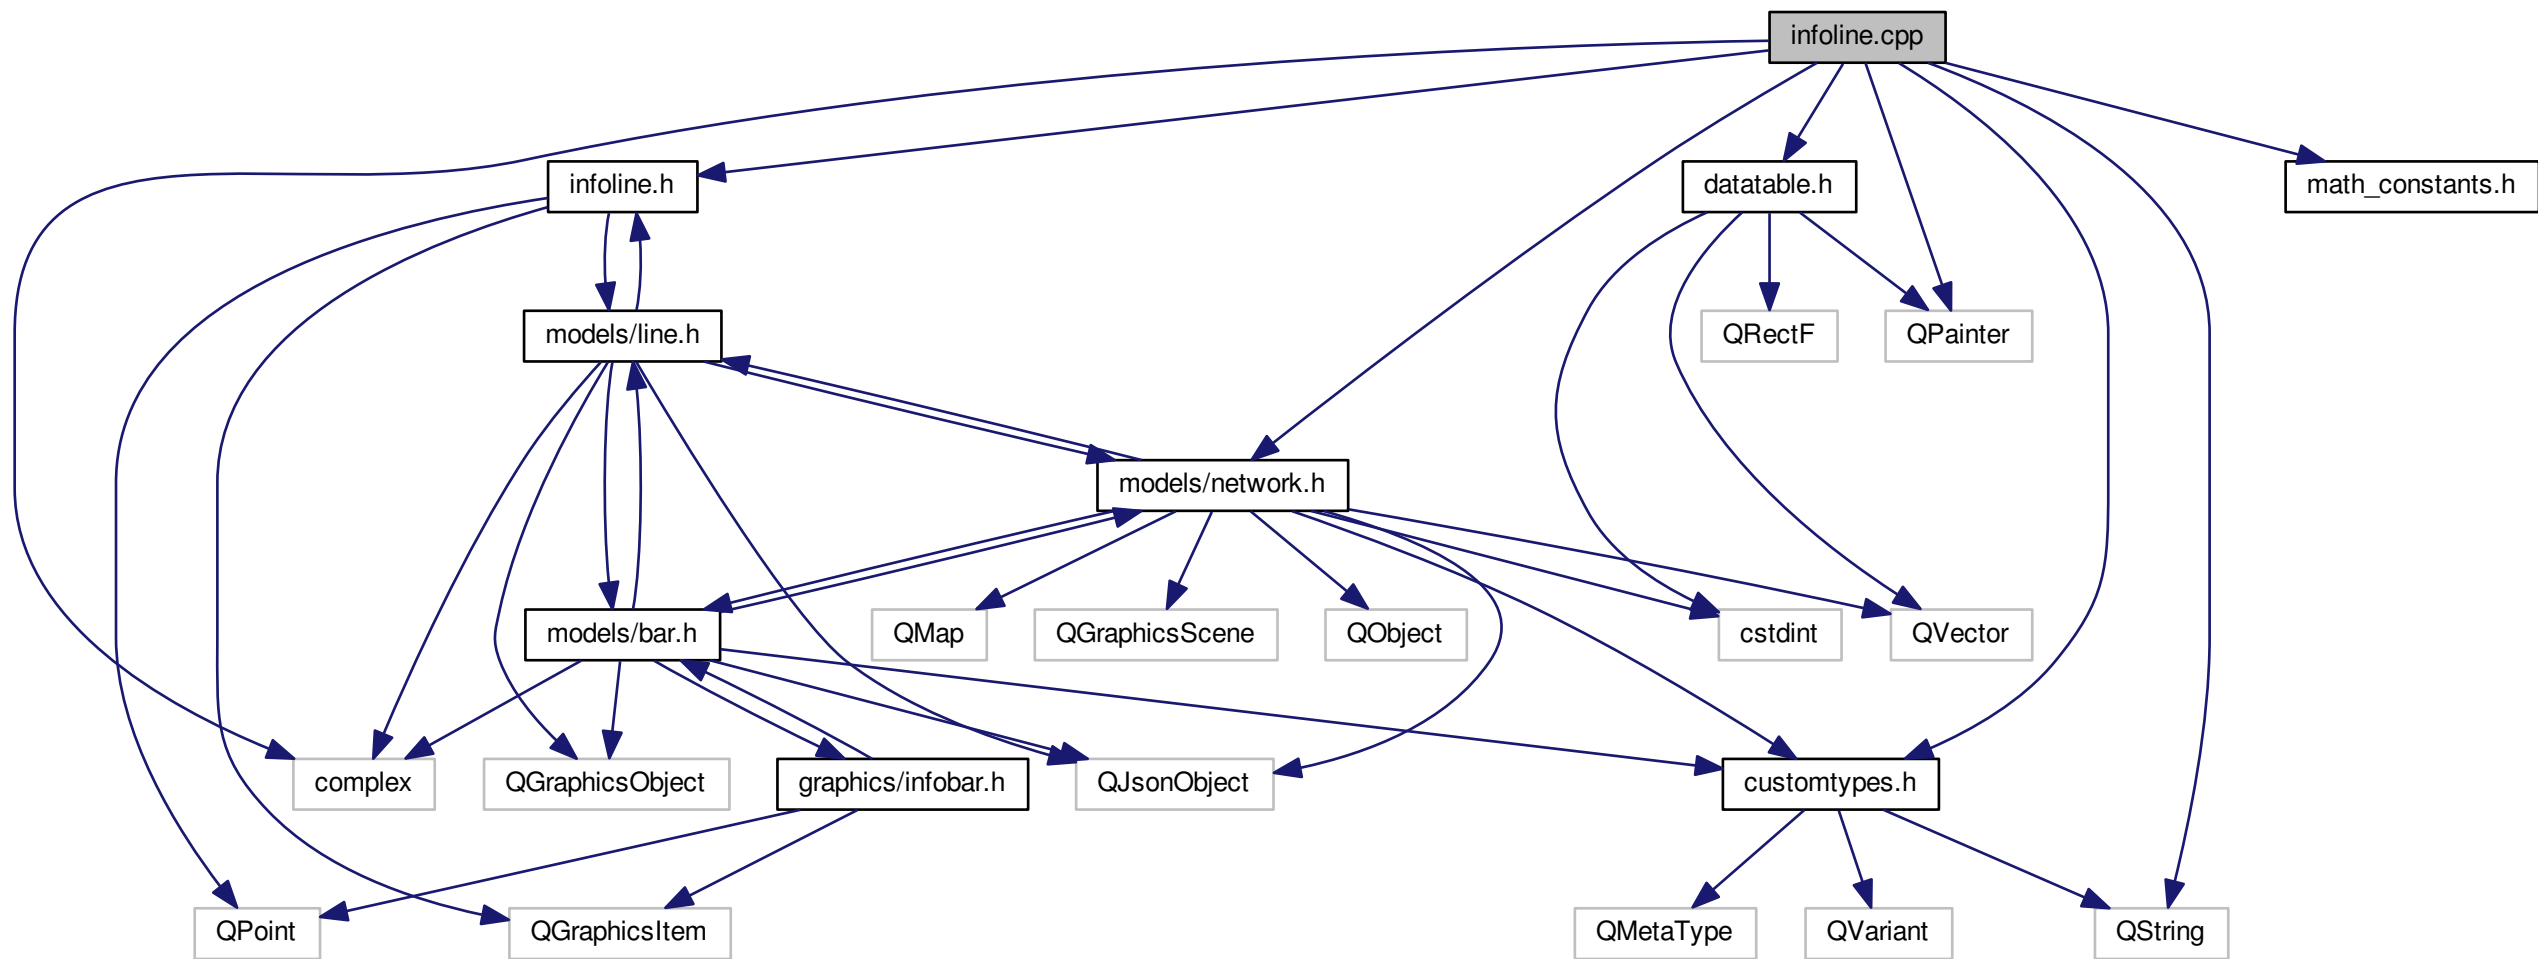 infoline.cpp
infoline.h
datatable.h
math_constants.h
models/line.h
QRectF
QPainter
models/network.h
models/bar.h
QMap
QGraphicsScene
QObject
cstdint
QVector
complex
QGraphicsObject
graphics/infobar.h
QJsonObject
customtypes.h
QPoint
QGraphicsItem
QMetaType
QVariant
QString